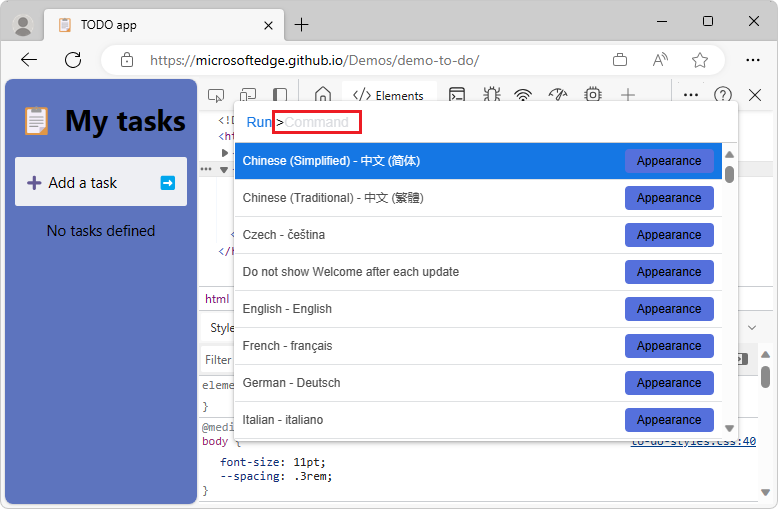 TODO app
https://microsoftedge.github.io/Demos/demo-to-do/
My tasks
Add a task
No tasks defined
Elements
Run >Command
Chinese (Simplified) - 中文 (简体) Appearance
Chinese (Traditional) - 中文 (繁體) Appearance
Czech - čeština Appearance
Do not show Welcome after each update Appearance
English - English Appearance
French - français Appearance
German - Deutsch Appearance
Italian - italiano Appearance
<!D
<ht
</h
html
Style
Filter
eleme
}
@medi
body { to-do-styles.css:40
font-size: 11pt;
--spacing: .3rem;
}